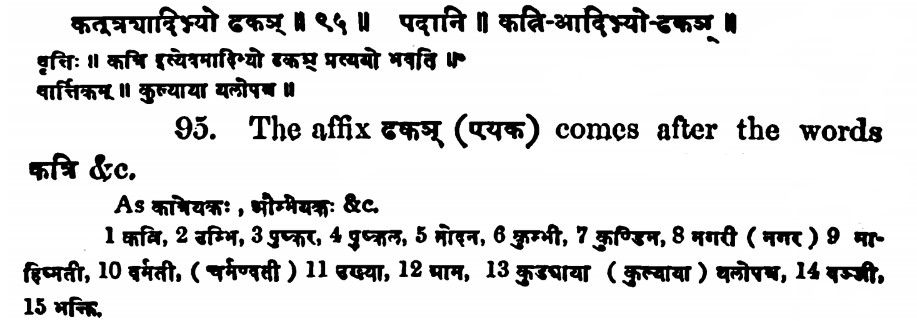 कत्त्र्यादिभ्यो ढकञ् ॥ ९५ ॥ पदानि ॥ कत्रि-आदिभ्यो-ढकञ् ॥
वृत्तिः ॥ कत्रि इत्येवमादिभ्यो ढकञ् प्रत्ययो भवति ॥
वार्त्तिकम् ॥ कुल्याया यलोपश्च ॥
95. The affix ढकञ् (एयक) comes after the words
कत्रि &c.
As कात्रेयकः, औम्भेयकः &c.
1 कत्रि, 2 उम्भि, 3 पुष्कर, 4 पुष्कल, 5 मोदन, 6 कुम्भी, 7 कुण्डिन, 8 नगरी ( नगर ) 9 मा-
हिष्मती, 10 वर्मती, ( चर्मण्वती ) 11 उख्या, 12 ग्राम, 13 कुड्याया ( कुल्याया ) यलोपश्च, 14 वञ्जी,
15 भक्ति.